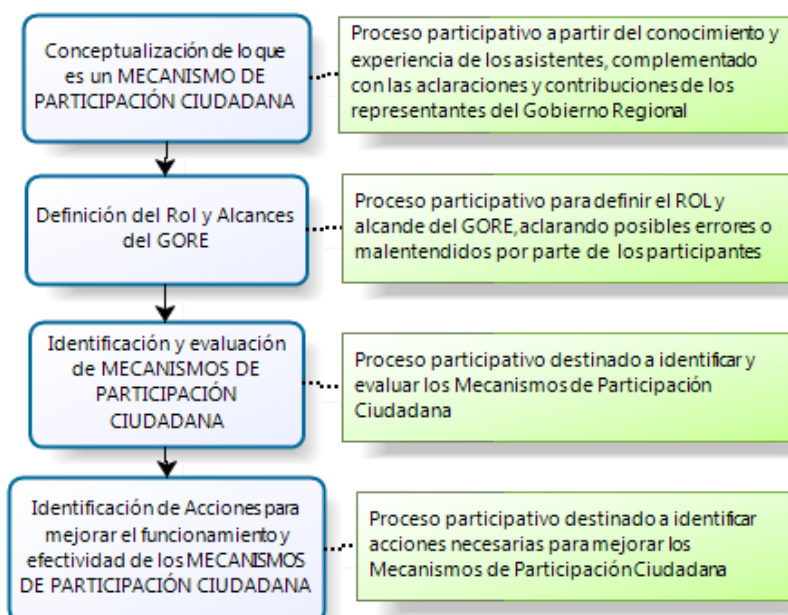 Conceptualización de lo que
es un MECANISMO DE
PARTICIPACIÓN CIUDADANA
Proceso participativo a partir del conocimiento y
experiencia de los asistentes, complementado
con las aclaraciones y contribuciones de los
representantes del Gobierno Regional
Definición del Rol y Alcances
del GORE
Proceso participativo para definir el ROL y
alcande del GORE, aclarando posibles errores o
malentendidos por parte de los participantes
Identificación y evaluación
de MECANISMOS DE
PARTICIPACIÓN
CIUDADANA
Proceso participativo destinado a identificar y
evaluar los Mecanismos de Participación
Ciudadana
Identificación de Acciones para
mejorar el funcionamiento y
efectividad de los MECANISMOS
DE PARTICIPACIÓN CIUDADANA
Proceso participativo destinado a identificar
acciones necesarias para mejorar los
Mecanismos de Participación Ciudadana